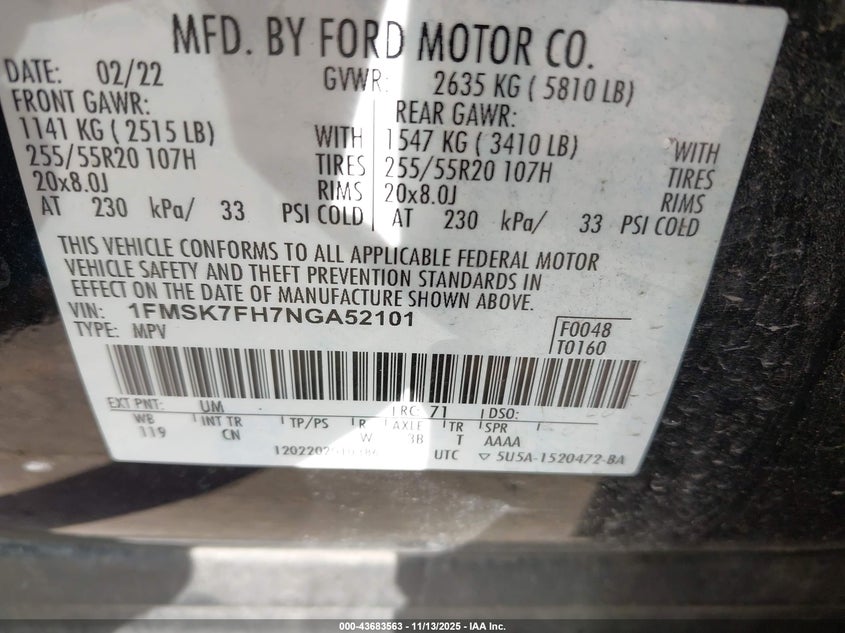 MFD. BY FORD MOTOR CO.
DATE: 02/22 GVWR: 2635 KG ( 5810 LB)
FRONT GAWR: REAR GAWR:
1141 KG ( 2515 LB) WITH 1547 KG ( 3410 LB) WITH
255/55R20 107H TIRES 255/55R20 107H TIRES
20x8.0J RIMS 20x8.0J RIMS
AT 230 kPa/ 33 PSI COLD AT 230 kPa/ 33 PSI COLD
THIS VEHICLE CONFORMS TO ALL APPLICABLE FEDERAL MOTOR
VEHICLE SAFETY AND THEFT PREVENTION STANDARDS IN
EFFECT ON THE DATE OF MANUFACTURE SHOWN ABOVE.
VIN: 1FMSK7FH7NGA52101
TYPE: MPV
F0048
T0160
EXT PNT: UM RC: 71 DSO:
WB INT TR TP/PS R AXLE TR SPR
119 CN W 3B T AAAA
UTC ▽ 5U5A-1520472-BA
000-43683563 - 11/13/2025 - IAA Inc.